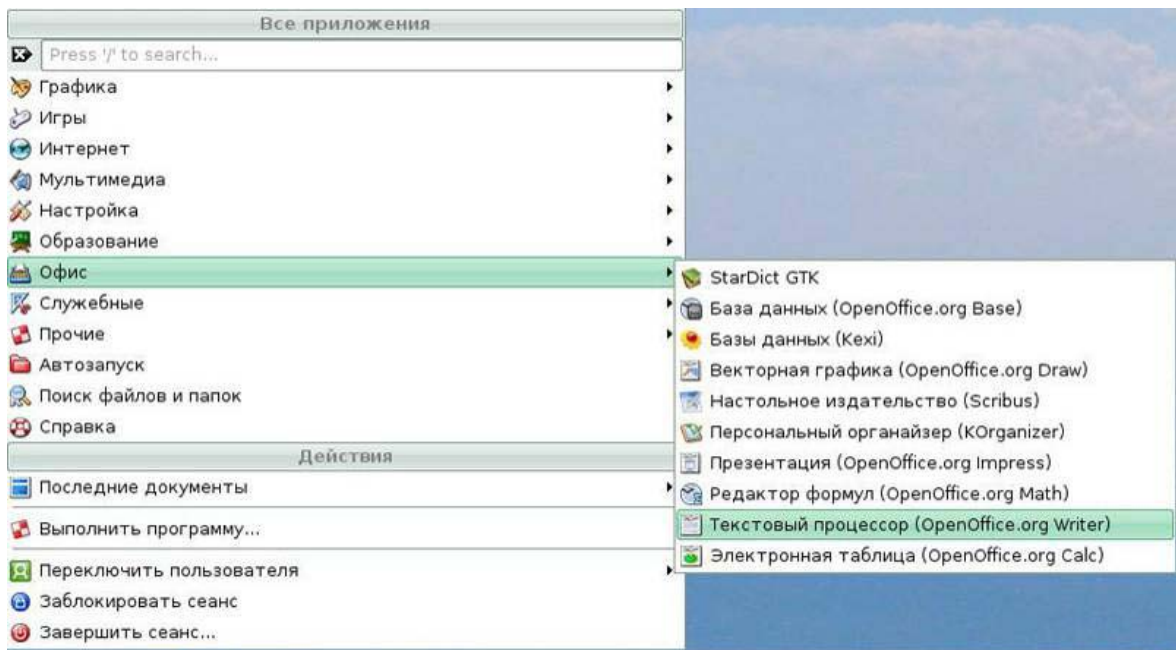 Все приложения
Press '/' to search...
Графика
Игры
Интернет
Мультимедиа
Настройка
Образование
Офис
Служебные
Прочие
Автозапуск
Поиск файлов и папок
Справка
Действия
Последние документы
Выполнить программу...
Переключить пользователя
Заблокировать сеанс
Завершить сеанс...
StarDict GTK
База данных (OpenOffice.org Base)
Базы данных (Kexi)
Векторная графика (OpenOffice.org Draw)
Настольное издательство (Scribus)
Персональный органайзер (KOrganizer)
Презентация (OpenOffice.org Impress)
Редактор формул (OpenOffice.org Math)
Текстовый процессор (OpenOffice.org Writer)
Электронная таблица (OpenOffice.org Calc)